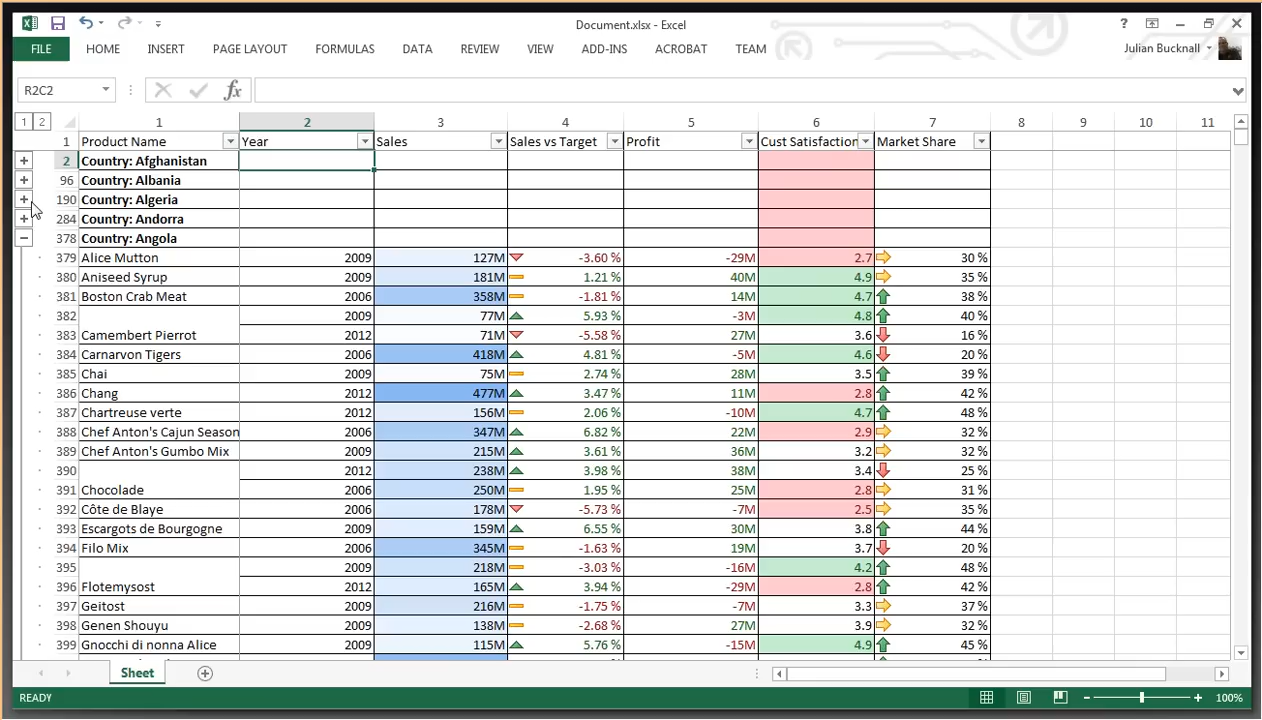 Document.xlsx - Excel
?
FILE HOME INSERT PAGE LAYOUT FORMULAS DATA REVIEW VIEW ADD-INS ACROBAT TEAM Julian Bucknall
R2C2 fx
1 2 1 2 3 4 5 6 7 8 9 10 11
1 Product Name Year Sales Sales vs Target Profit Cust Satisfaction Market Share
2 Country: Afghanistan
96 Country: Albania
190 Country: Algeria
284 Country: Andorra
378 Country: Angola
379 Alice Mutton 2009 127M -3.60 % -29M 2.7 30 %
380 Aniseed Syrup 2009 181M 1.21 % 40M 4.9 35 %
381 Boston Crab Meat 2006 358M -1.81 % 14M 4.7 38 %
382 2009 77M 5.93 % -3M 4.8 40 %
383 Camembert Pierrot 2012 71M -5.58 % 27M 3.6 16 %
384 Carnarvon Tigers 2006 418M 4.81 % -5M 4.6 20 %
385 Chai 2009 75M 2.74 % 28M 3.5 39 %
386 Chang 2012 477M 3.47 % 11M 2.8 42 %
387 Chartreuse verte 2012 156M 2.06 % -10M 4.7 48 %
388 Chef Anton's Cajun Season 2006 347M 6.82 % 22M 2.9 32 %
389 Chef Anton's Gumbo Mix 2009 215M 3.61 % 36M 3.2 32 %
390 2012 238M 3.98 % 38M 3.4 25 %
391 Chocolade 2006 250M 1.95 % 25M 2.8 31 %
392 Côte de Blaye 2006 178M -5.73 % -7M 2.5 35 %
393 Escargots de Bourgogne 2009 159M 6.55 % 30M 3.8 44 %
394 Filo Mix 2006 345M -1.63 % 19M 3.7 20 %
395 2009 218M -3.03 % -16M 4.2 48 %
396 Flotemysost 2012 165M 3.94 % -29M 2.8 42 %
397 Geitost 2009 216M -1.75 % -7M 3.3 37 %
398 Genen Shouyu 2009 138M -2.68 % 27M 3.9 32 %
399 Gnocchi di nonna Alice 2009 115M 5.76 % -15M 4.9 45 %
Sheet
READY 100%